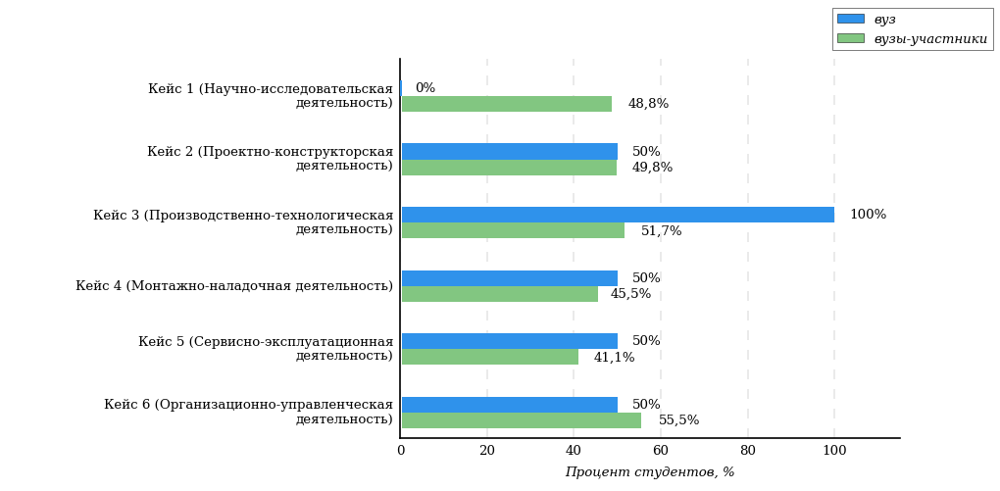 вуз
вузы-участники
Кейс 1 (Научно-исследовательская
деятельность)
0%
48,8%
Кейс 2 (Проектно-конструкторская
деятельность)
50%
49,8%
Кейс 3 (Производственно-технологическая
деятельность)
100%
51,7%
Кейс 4 (Монтажно-наладочная деятельность)
50%
45,5%
Кейс 5 (Сервисно-эксплуатационная
деятельность)
50%
41,1%
Кейс 6 (Организационно-управленческая
деятельность)
50%
55,5%
0 20 40 60 80 100
Процент студентов, %